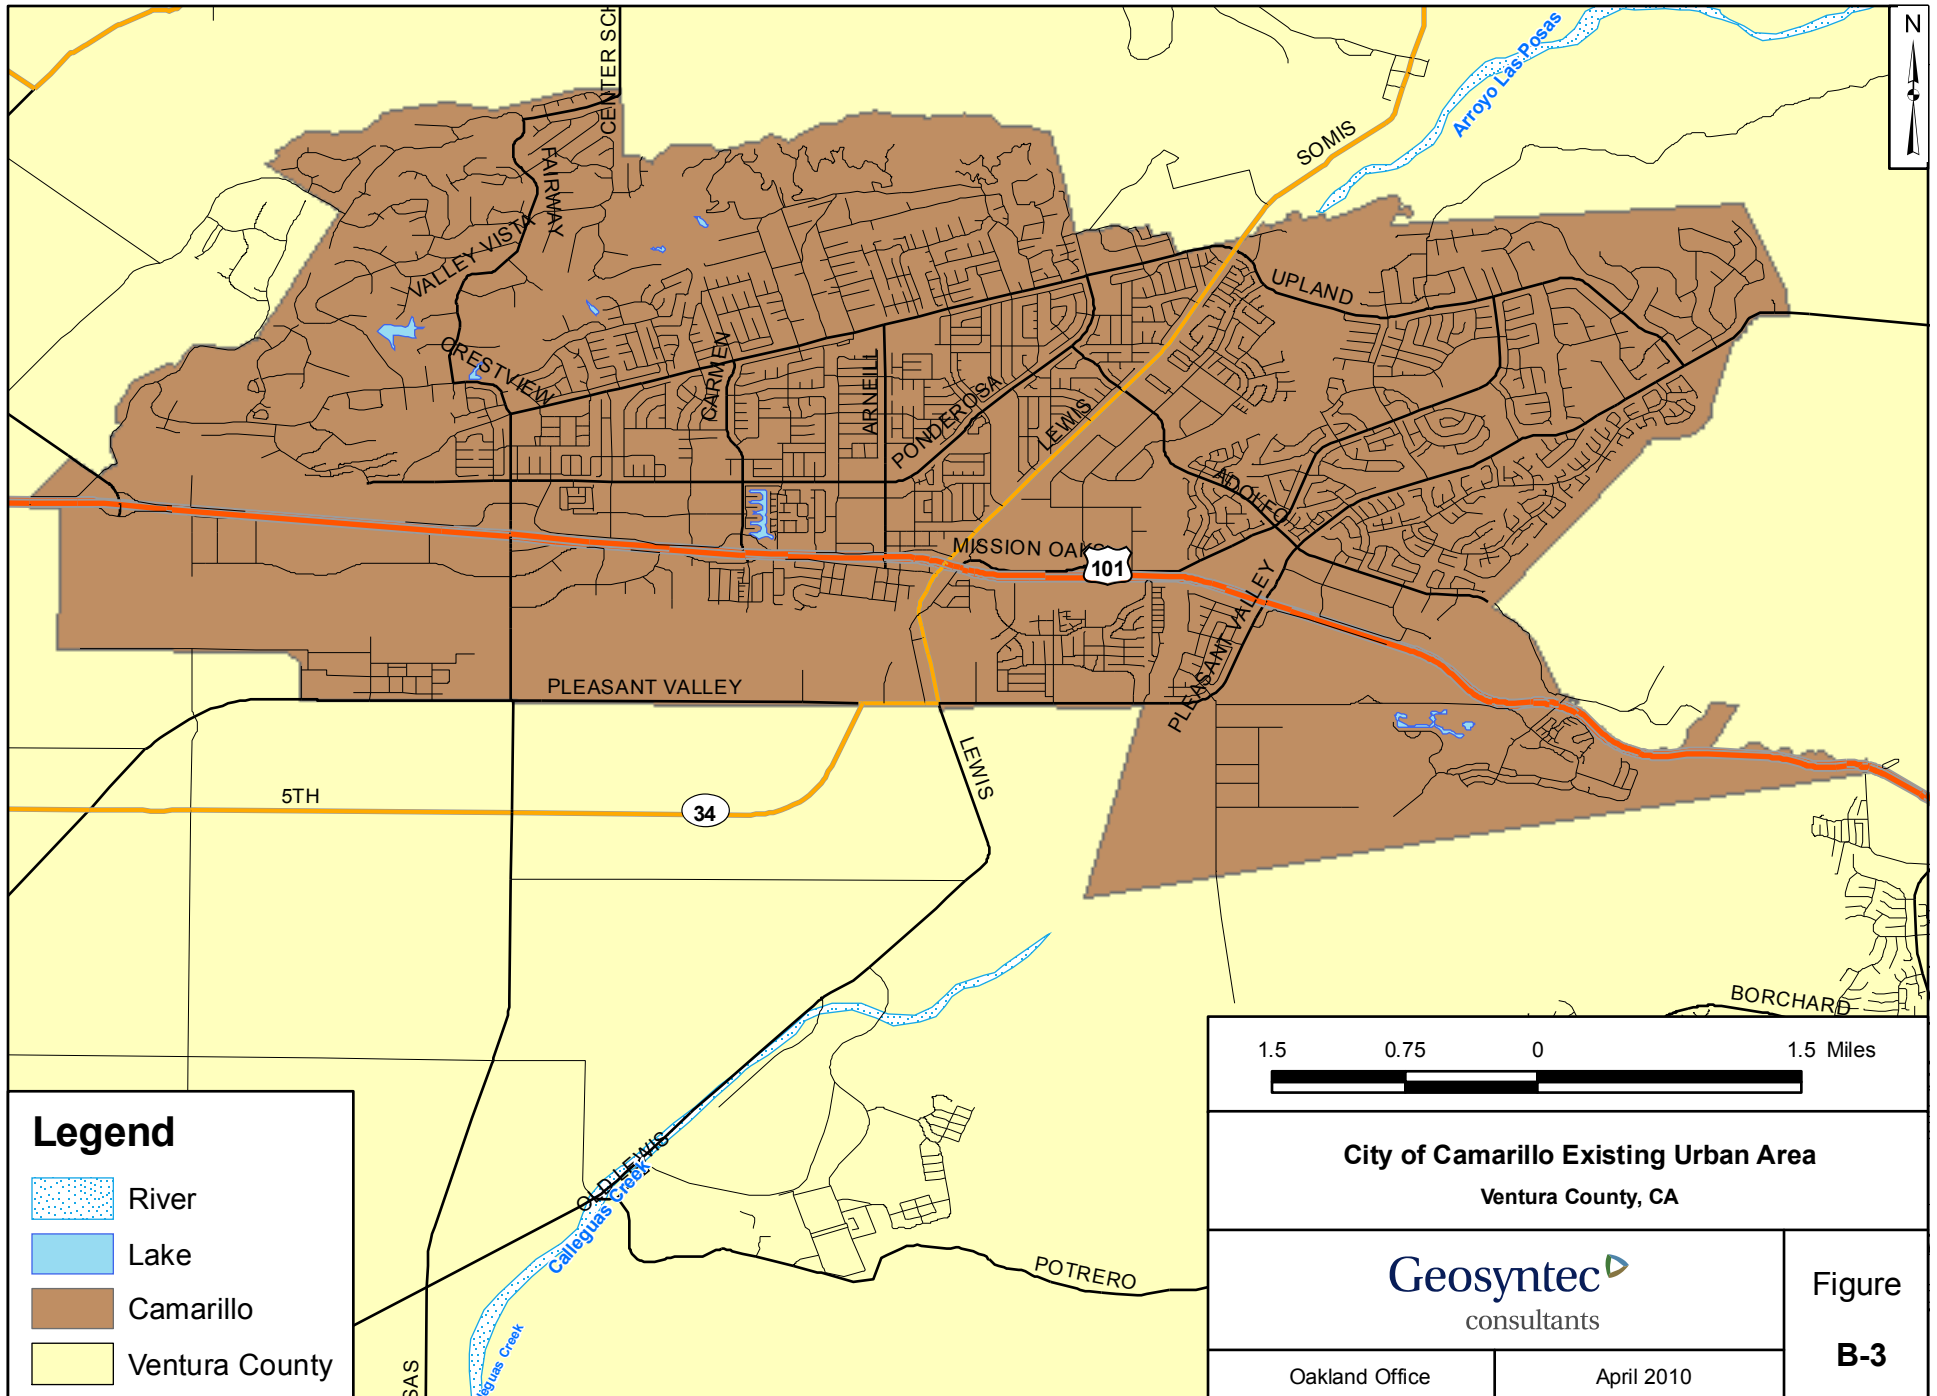 CENTER SCH
N
Arroyo Las Posas
SOMIS
FAIRWAY
VALLEY VISTA
UPLAND
CRESTVIEW
CARMEN
ARNEILL
PONDEROSA
LEWIS
ADOLFO
MISSION OAKS
101
PLEASANT VALLEY
PLEASANT VALLEY
LEWIS
5TH
34
BORCHARD
OLD LEWIS
Calleguas Creek
POTRERO
eguas Creek
SAS
Legend
River
Lake
Camarillo
Ventura County
1.5 0.75 0 1.5 Miles
City of Camarillo Existing Urban Area
Ventura County, CA
Geosyntec
consultants
Figure
B-3
Oakland Office
April 2010